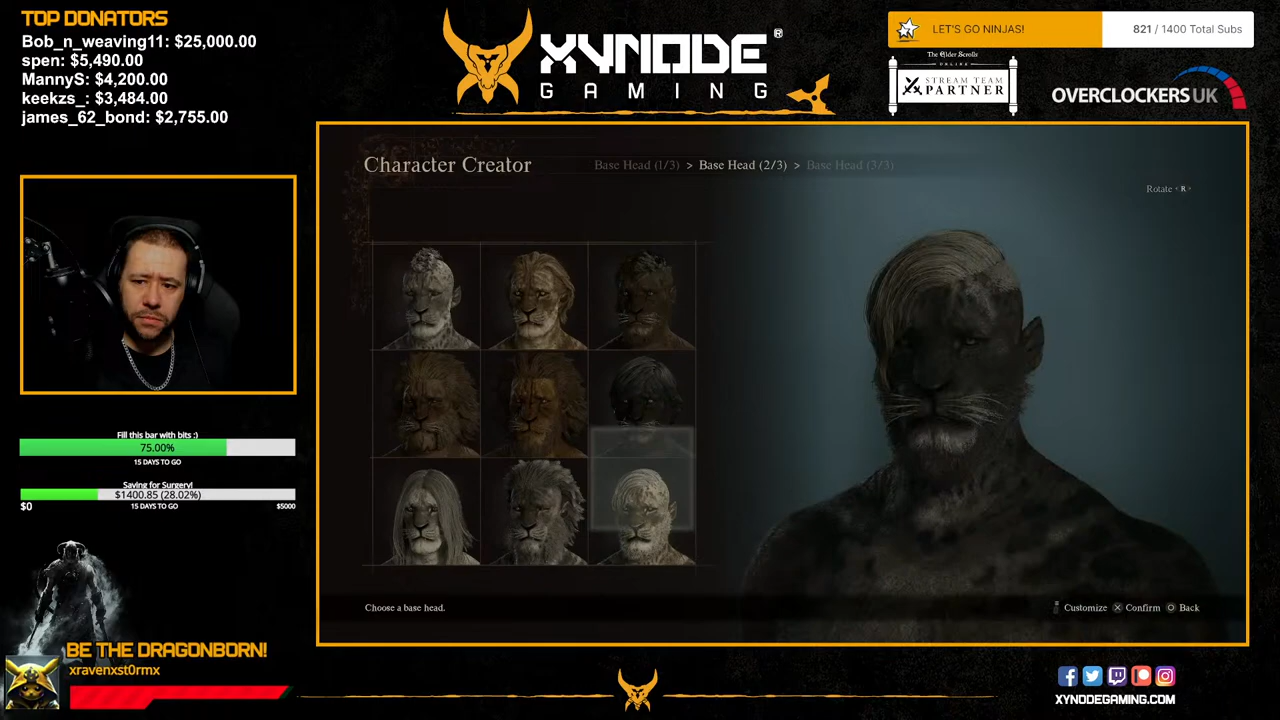 TOP DONATORS
Bob_n_weaving11: $25,000.00
spen: $5,490.00
MannyS: $4,200.00
keekzs_: $3,484.00
james_62_bond: $2,755.00
XYNODE ®
GAMING
LET'S GO NINJAS! 821 / 1400 Total Subs
The Elder Scrolls
ONLINE
STREAM TEAM
PARTNER
OVERCLOCKERS UK
Character Creator
Base Head (1/3) > Base Head (2/3) > Base Head (3/3)
Rotate ‹ R ›
Fill this bar with bits :)
75.00%
15 DAYS TO GO
Saving for Surgery!
$1400.85 (28.02%)
$0 15 DAYS TO GO $5000
Choose a base head.
Customize Confirm Back
BE THE DRAGONBORN!
xravenxst0rmx
XYNODEGAMING.COM